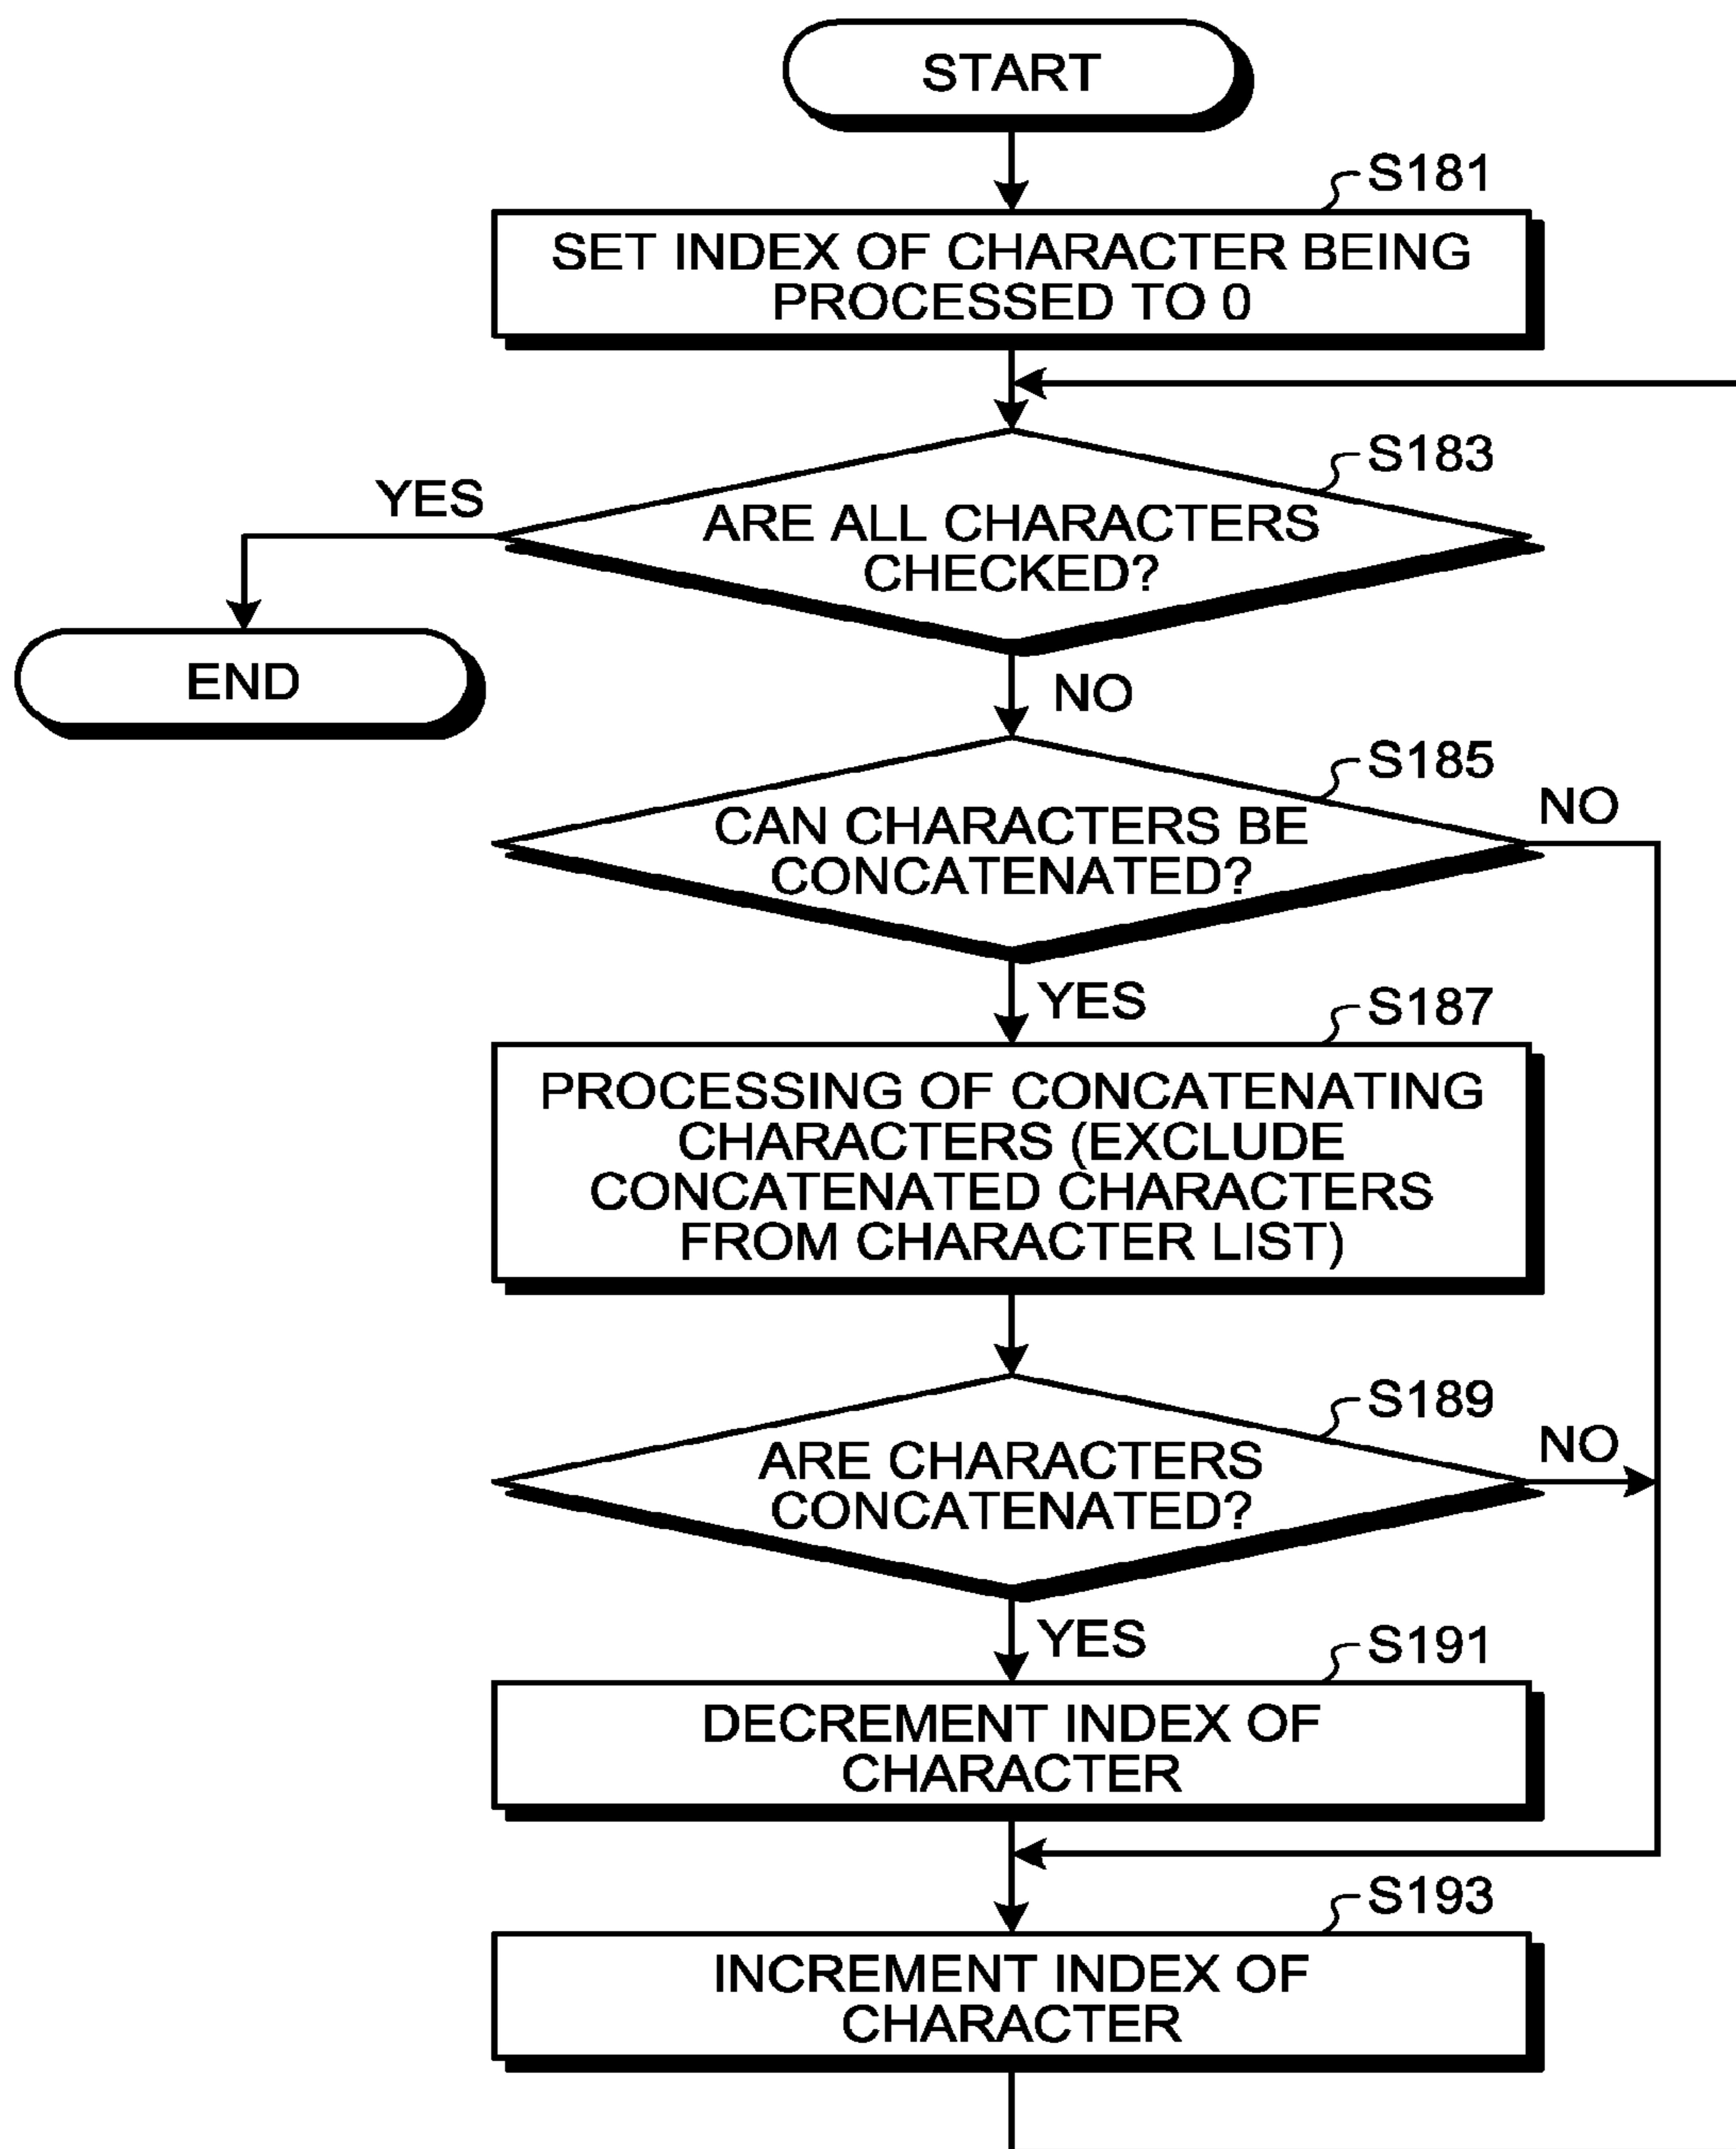 START
S181
SET INDEX OF CHARACTER BEING
PROCESSED TO 0
S183
YES
ARE ALL CHARACTERS
CHECKED?
END
NO
S185
NO
CAN CHARACTERS BE
CONCATENATED?
YES
S187
PROCESSING OF CONCATENATING
CHARACTERS (EXCLUDE
CONCATENATED CHARACTERS
FROM CHARACTER LIST)
S189
NO
ARE CHARACTERS
CONCATENATED?
YES
S191
DECREMENT INDEX OF
CHARACTER
S193
INCREMENT INDEX OF
CHARACTER